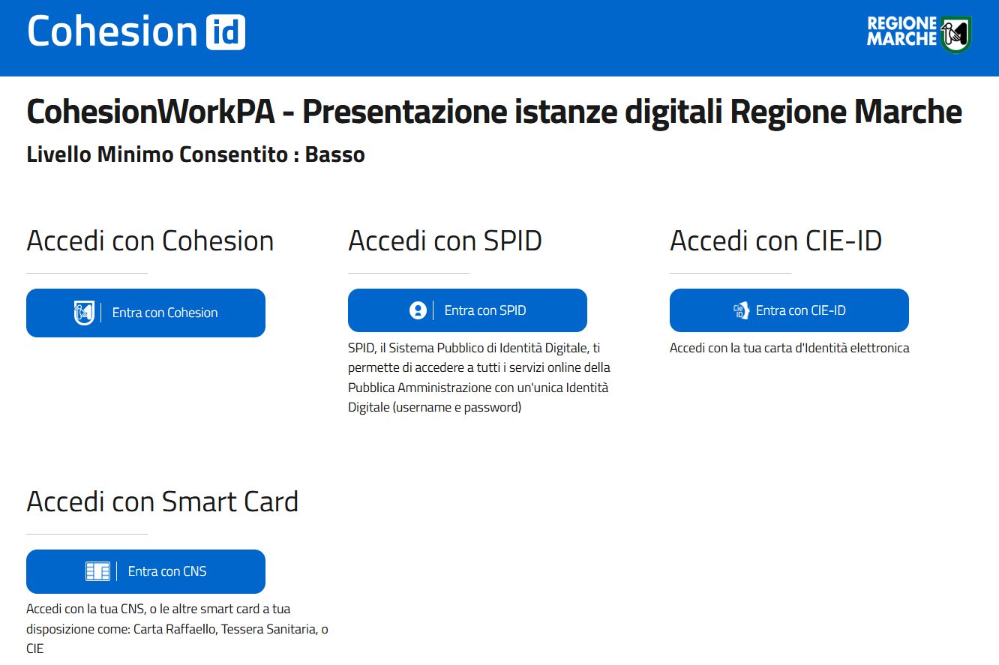 Cohesion id
REGIONE
MARCHE
CohesionWorkPA - Presentazione istanze digitali Regione Marche
Livello Minimo Consentito : Basso
Accedi con Cohesion
Entra con Cohesion
Accedi con SPID
Entra con SPID
SPID, il Sistema Pubblico di Identità Digitale, ti
permette di accedere a tutti i servizi online della
Pubblica Amministrazione con un'unica Identità
Digitale (username e password)
Accedi con CIE-ID
Cie
iD
Entra con CIE-ID
Accedi con la tua carta d'Identità elettronica
Accedi con Smart Card
Entra con CNS
Accedi con la tua CNS, o le altre smart card a tua
disposizione come: Carta Raffaello, Tessera Sanitaria, o
CIE